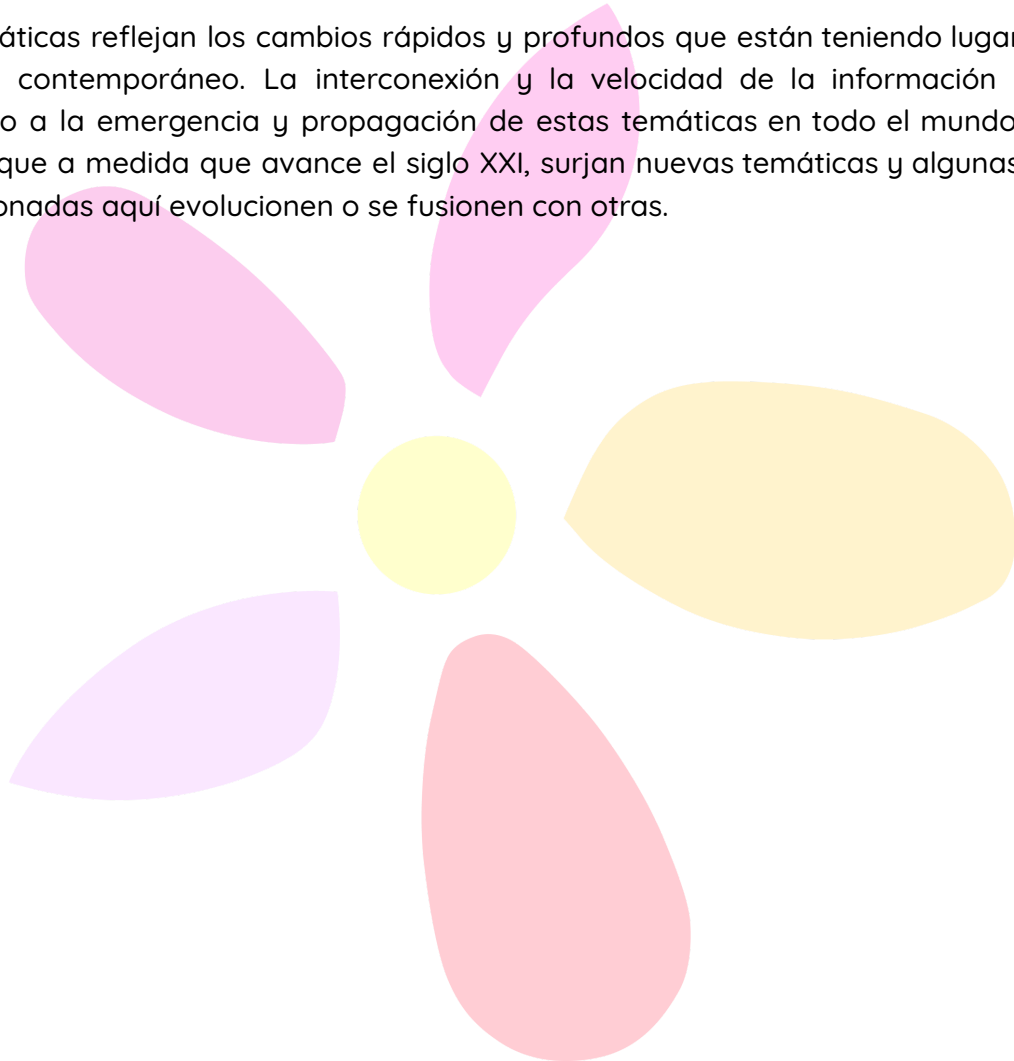 áticas reflejan los cambios rápidos y profundos que están teniendo lugar
contemporáneo. La interconexión y la velocidad de la información
o a la emergencia y propagación de estas temáticas en todo el mundo
que a medida que avance el siglo XXI, surjan nuevas temáticas y algunas
onadas aquí evolucionen o se fusionen con otras.